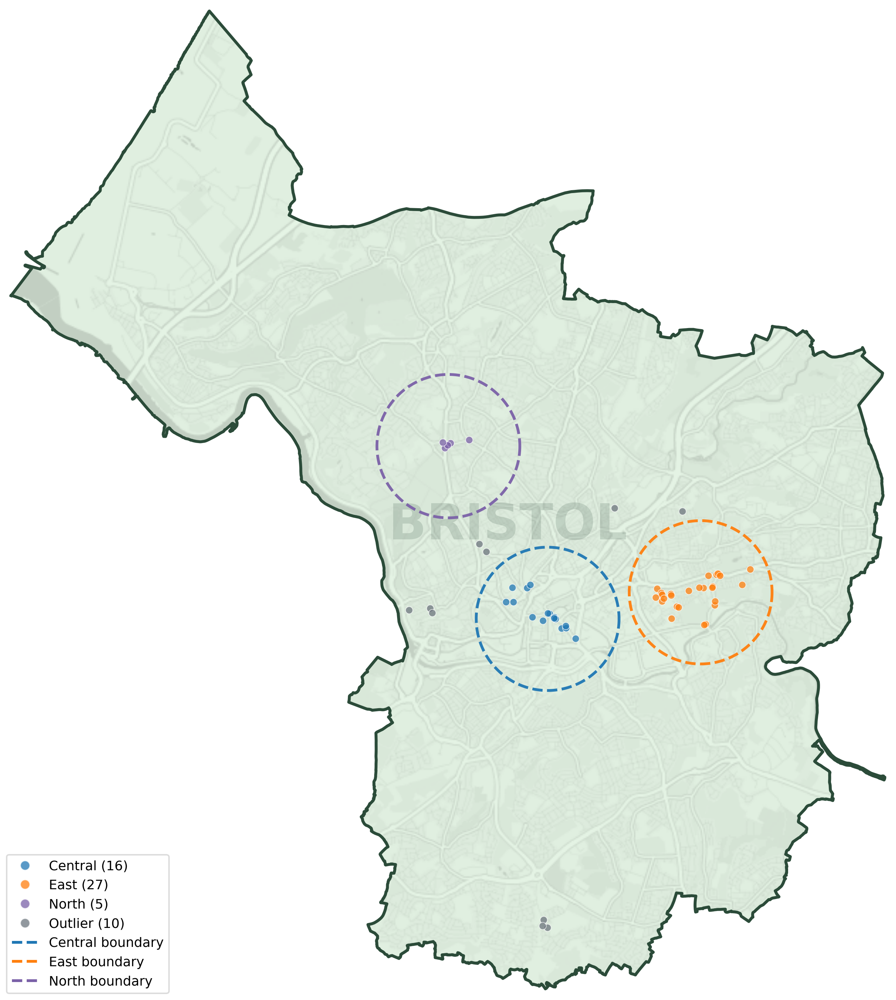 BRISTOL
Central (16)
East (27)
North (5)
Outlier (10)
Central boundary
East boundary
North boundary